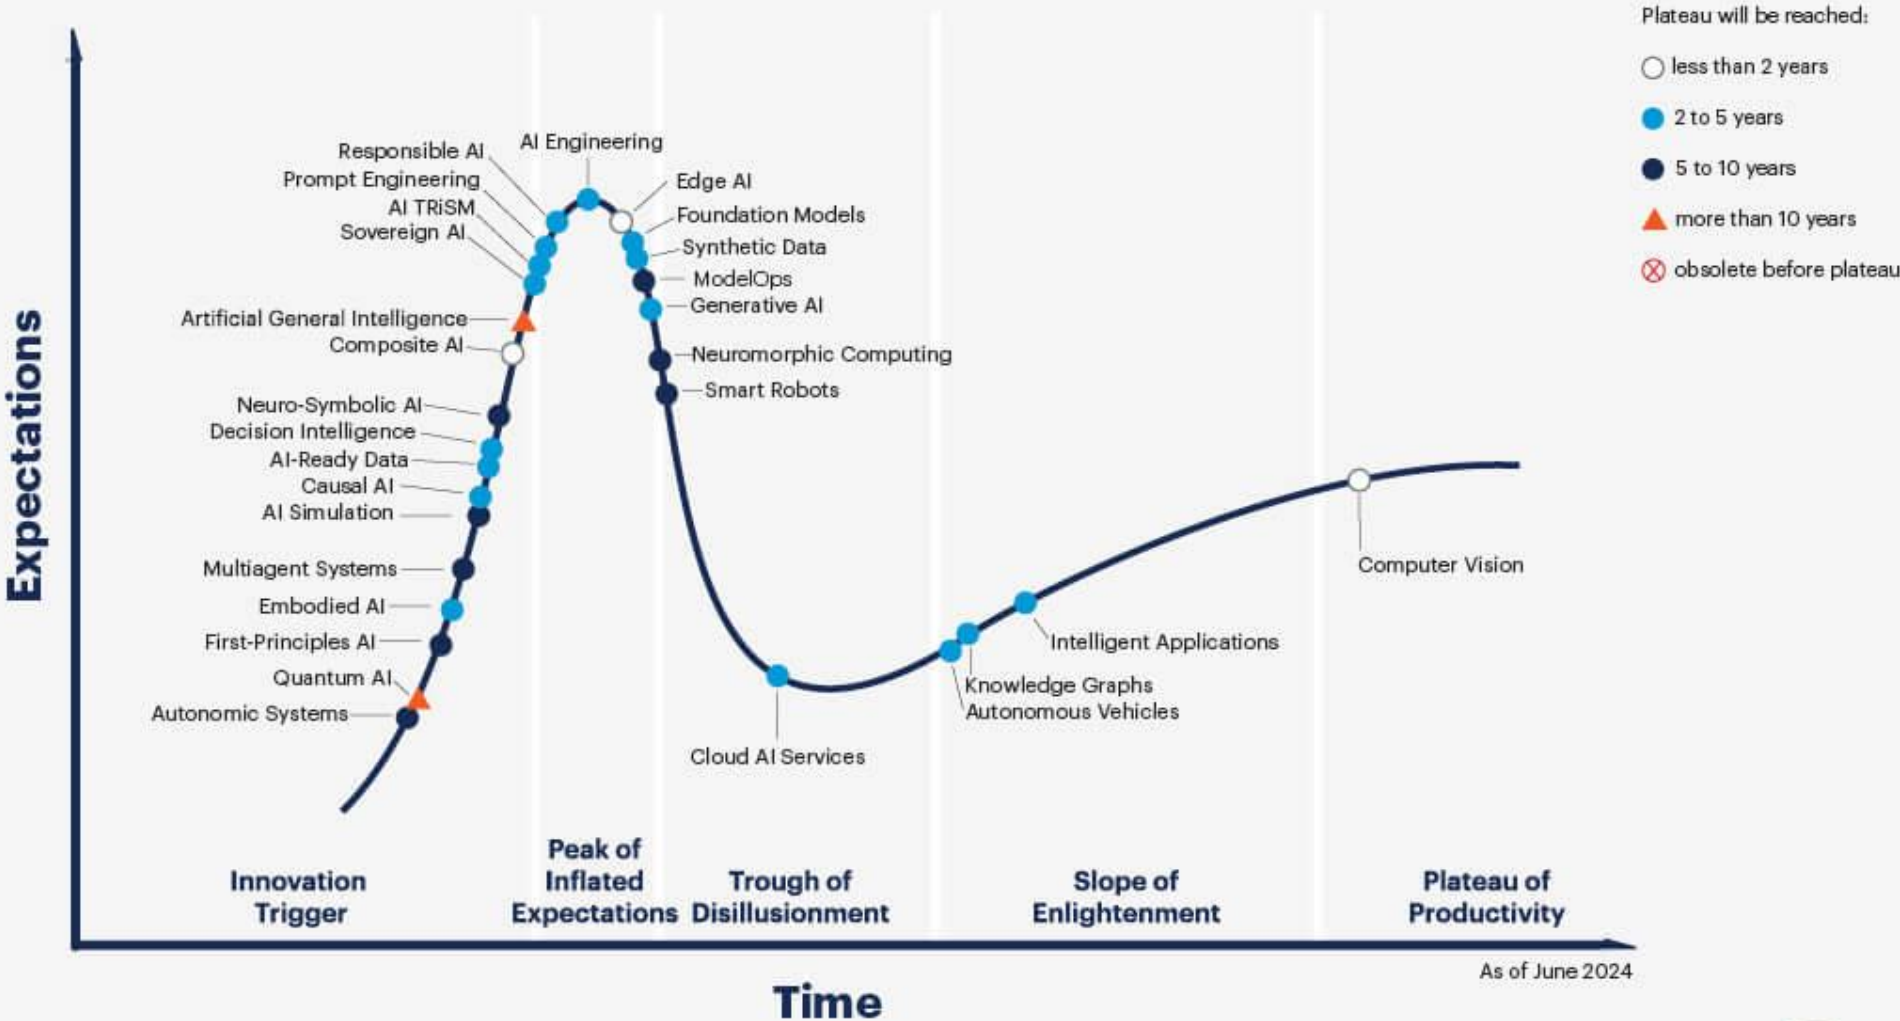 Plateau will be reached:
less than 2 years
2 to 5 years
5 to 10 years
more than 10 years
obsolete before plateau
Expectations
AI Engineering
Responsible AI
Prompt Engineering
AI TRiSM
Sovereign AI
Artificial General Intelligence
Composite AI
Neuro-Symbolic AI
Decision Intelligence
AI-Ready Data
Causal AI
AI Simulation
Multiagent Systems
Embodied AI
First-Principles AI
Quantum AI
Autonomic Systems
Edge AI
Foundation Models
Synthetic Data
ModelOps
Generative AI
Neuromorphic Computing
Smart Robots
Cloud AI Services
Intelligent Applications
Knowledge Graphs
Autonomous Vehicles
Computer Vision
Innovation
Trigger
Peak of
Inflated
Expectations
Trough of
Disillusionment
Slope of
Enlightenment
Plateau of
Productivity
As of June 2024
Time